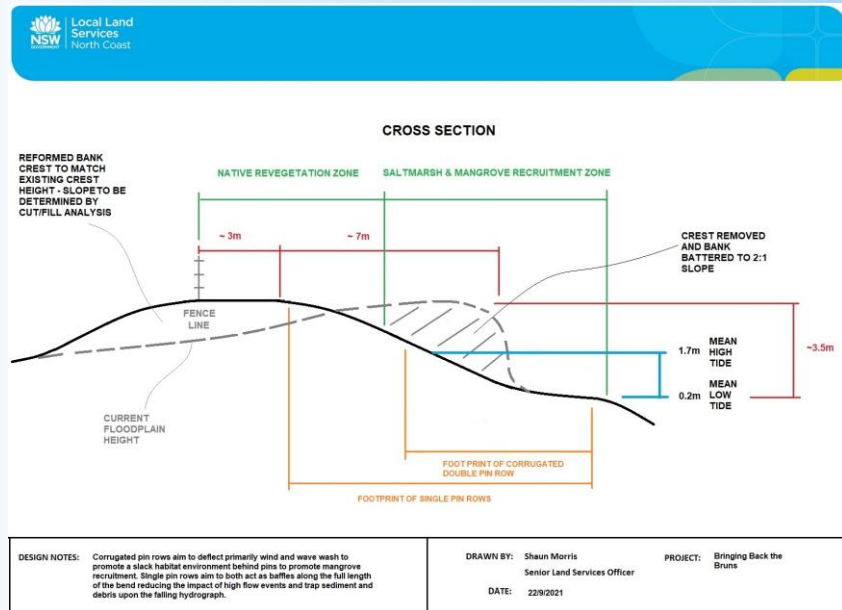 NSW
GOVERNMENT
Local Land
Services
North Coast
CROSS SECTION
REFORMED BANK
CREST TO MATCH
EXISTING CREST
HEIGHT - SLOPE TO BE
DETERMINED BY
CUT/FILL ANALYSIS
NATIVE REVEGETATION ZONE
SALTMARSH & MANGROVE RECRUITMENT ZONE
~ 3m
~ 7m
CREST REMOVED
AND BANK
BATTERED TO 2:1
SLOPE
FENCE
LINE
1.7m
MEAN
HIGH
TIDE
~3.5m
0.2m
MEAN
LOW
TIDE
CURRENT
FLOODPLAIN
HEIGHT
FOOT PRINT OF CORRUGATED
DOUBLE PIN ROW
FOOTPRINT OF SINGLE PIN ROWS
DESIGN NOTES:
Corrugated pin rows aim to deflect primarily wind and wave wash to
promote a slack habitat environment behind pins to promote mangrove
recruitment. Single pin rows aim to both act as baffles along the full length
of the bend reducing the impact of high flow events and trap sediment and
debris upon the falling hydrograph.
DRAWN BY: Shaun Morris
Senior Land Services Officer
DATE: 22/9/2021
PROJECT: Bringing Back the
Bruns